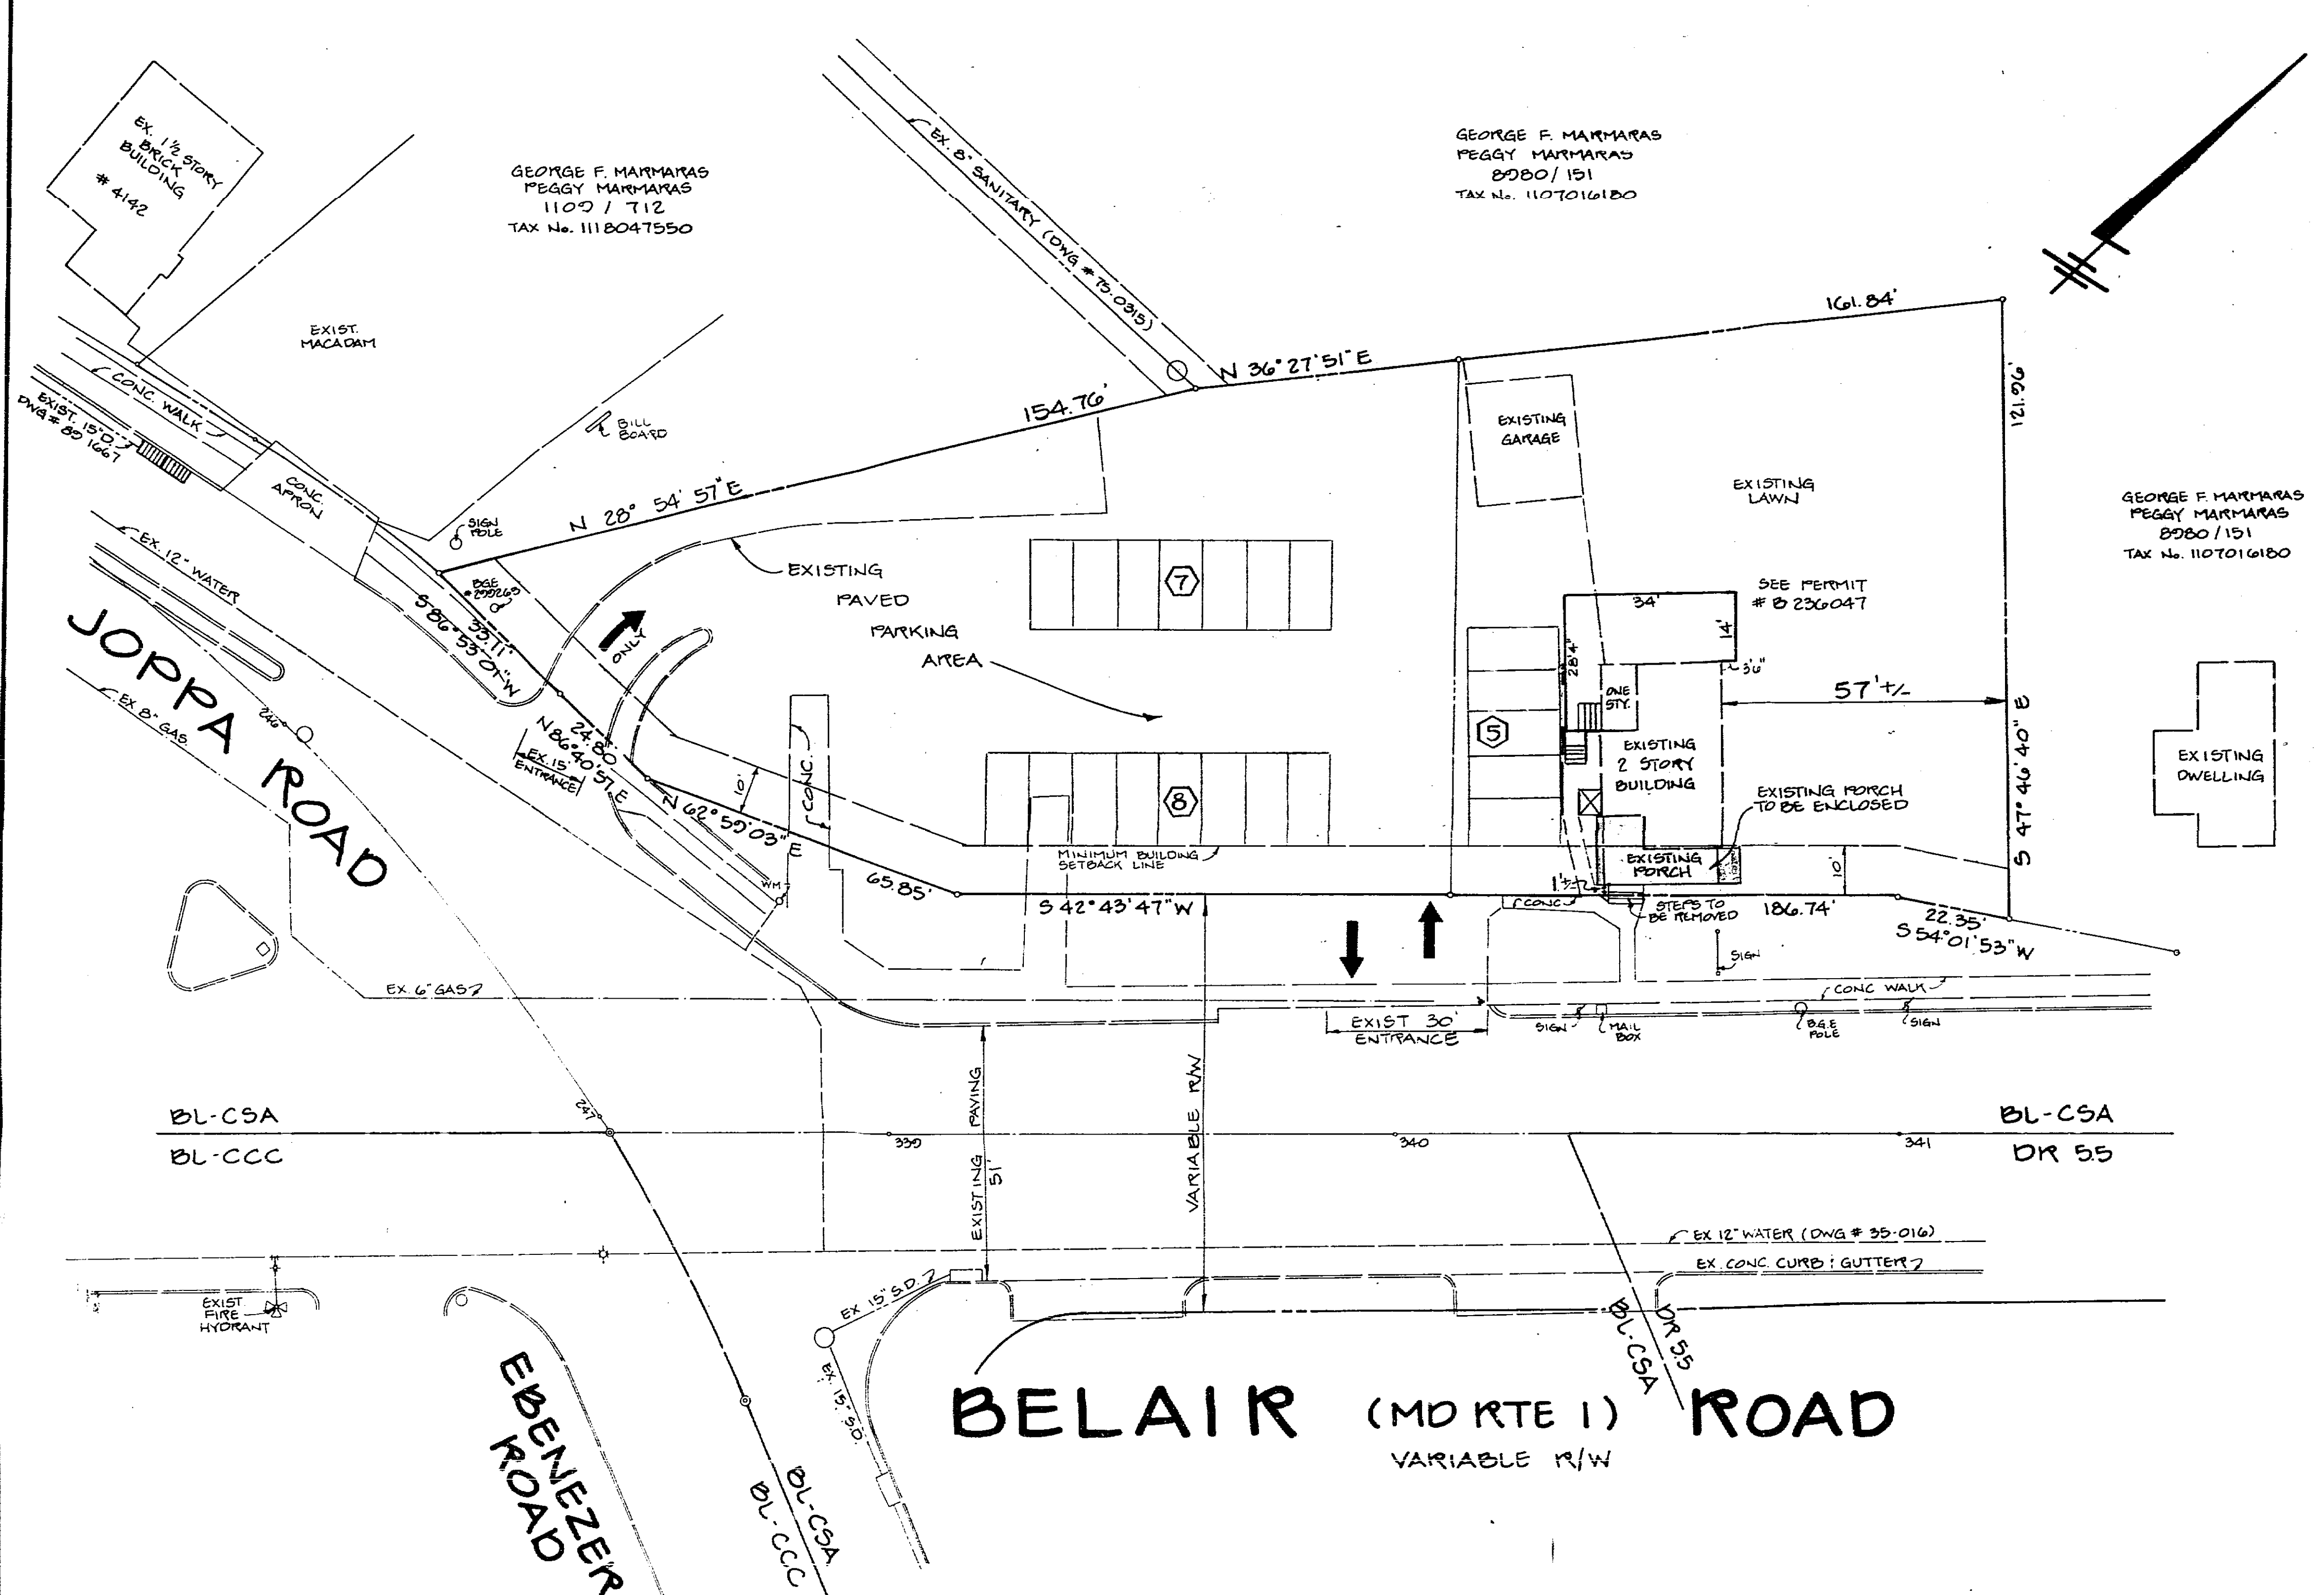 EX.
1½ STORY
BRICK
BUILDING
# 4142
GEORGE F. MARMARAS
PEGGY MARMARAS
1109 / 712
TAX No. 1118047550
EX. 8" SANITARY (DWG # 75.0315)
GEORGE F. MARMARAS
PEGGY MARMARAS
8980/151
TAX No. 1107016180
EXIST.
MACADAM
CONC. WALK
EXIST. 15"D.
DWG # 89 1667
CONC.
APRON
BILL
BOARD
SIGN
POLE
N 28° 54' 57" E
154.76'
N 36° 27' 51" E
161.84'
121.96'
S 47° 46' 40" E
EXISTING
GARAGE
EXISTING
LAWN
GEORGE F. MARMARAS
PEGGY MARMARAS
8980/151
TAX No. 1107016180
EX. 12" WATER
JOPPA ROAD
EX 8" GAS
246
BGE
#299269
33.11'
S 86° 53' 01" W
ONLY
EXISTING
PAVED
PARKING
AREA
7
5
8
34'
14'
28'4"
3'6"
SEE PERMIT
# B 236047
57' +/-
ONE
STY.
EXISTING
2 STORY
BUILDING
EXISTING PORCH
TO BE ENCLOSED
EXISTING
DWELLING
24.80
N 86° 40' 57 E
EX. 15'
ENTRANCE
10'
CONC.
N 62° 59' 03" E
65.85'
WM
MINIMUM BUILDING
SETBACK LINE
EXISTING
PORCH
10'
S 42° 43' 47" W
1'±
CONC
STEPS TO
BE REMOVED
186.74'
22.35'
S 54° 01' 53" W
SIGN
EX. 6" GAS
CONC WALK
EXIST 30'
ENTRANCE
SIGN
MAIL
BOX
B.G.E
POLE
SIGN
EXISTING PAVING
51'
VARIABLE R/W
BL-CSA
BL-CCC
247
339
340
341
BL-CSA
DR 5.5
EX 12" WATER (DWG # 35-016)
EX. CONC. CURB & GUTTER
EXIST.
FIRE
HYDRANT
EX 15" S.D.
EX. 15" S.D.
DR 5.5
BL-CSA
EBENEZER
ROAD
BL-CSA
BL-CCC
BELAIR (MD RTE 1) ROAD
VARIABLE R/W